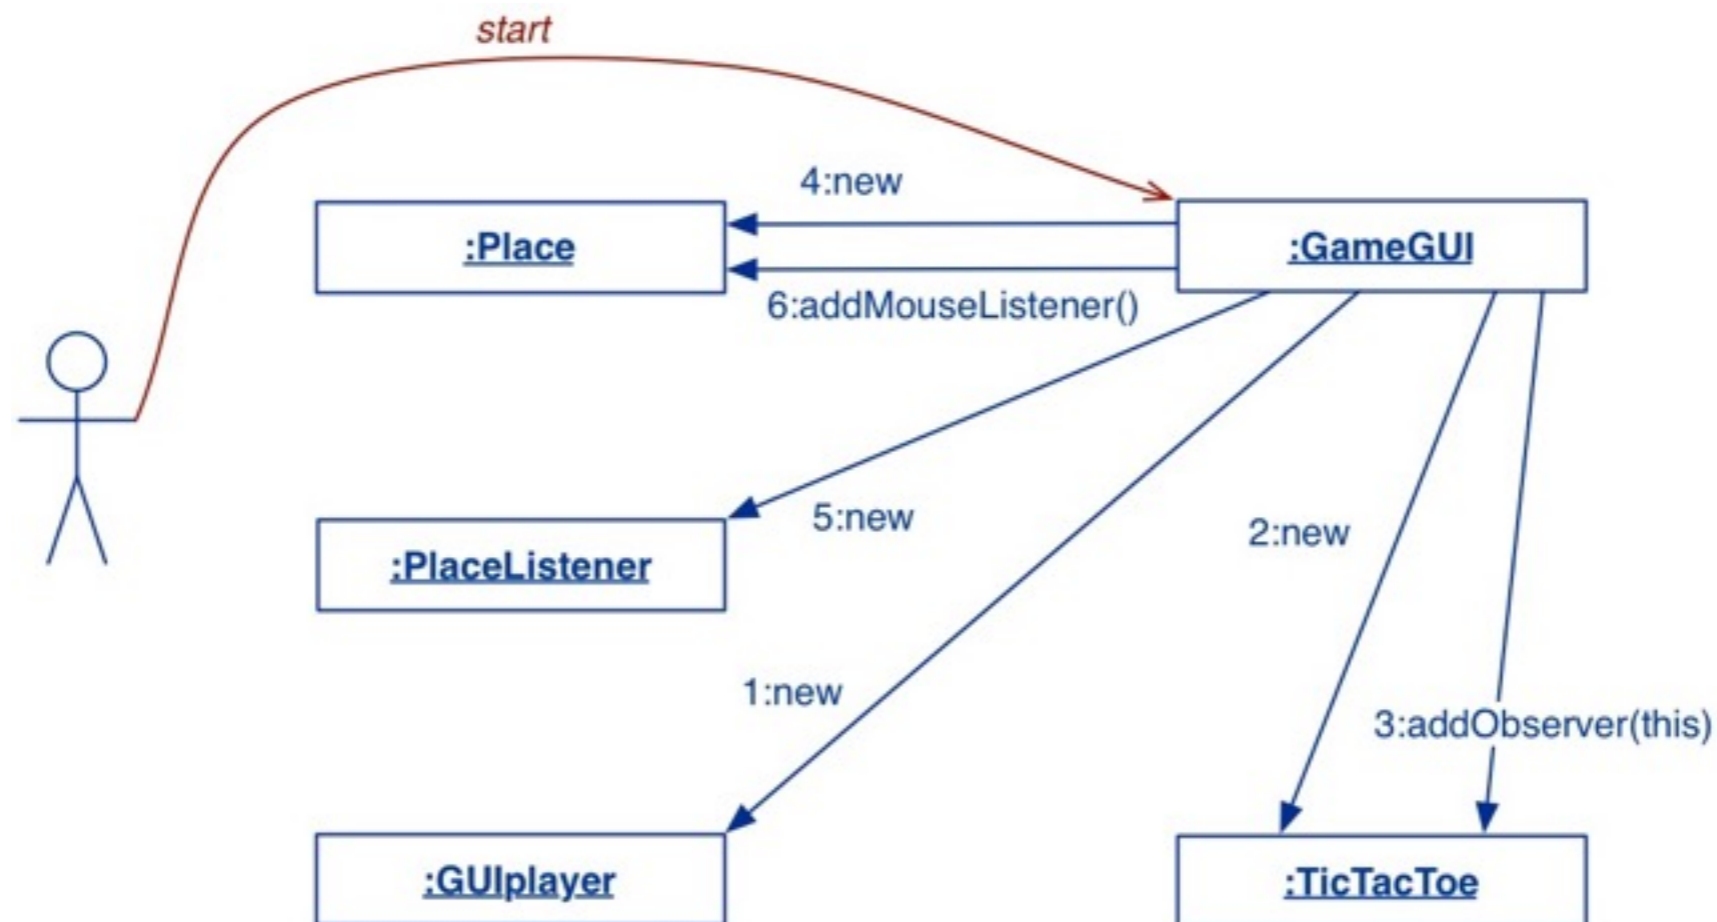 start
4:new
:Place
:GameGUI
6:addMouseListener()
5:new
2:new
:PlaceListener
1:new
3:addObserver(this)
:GUIplayer
:TicTacToe